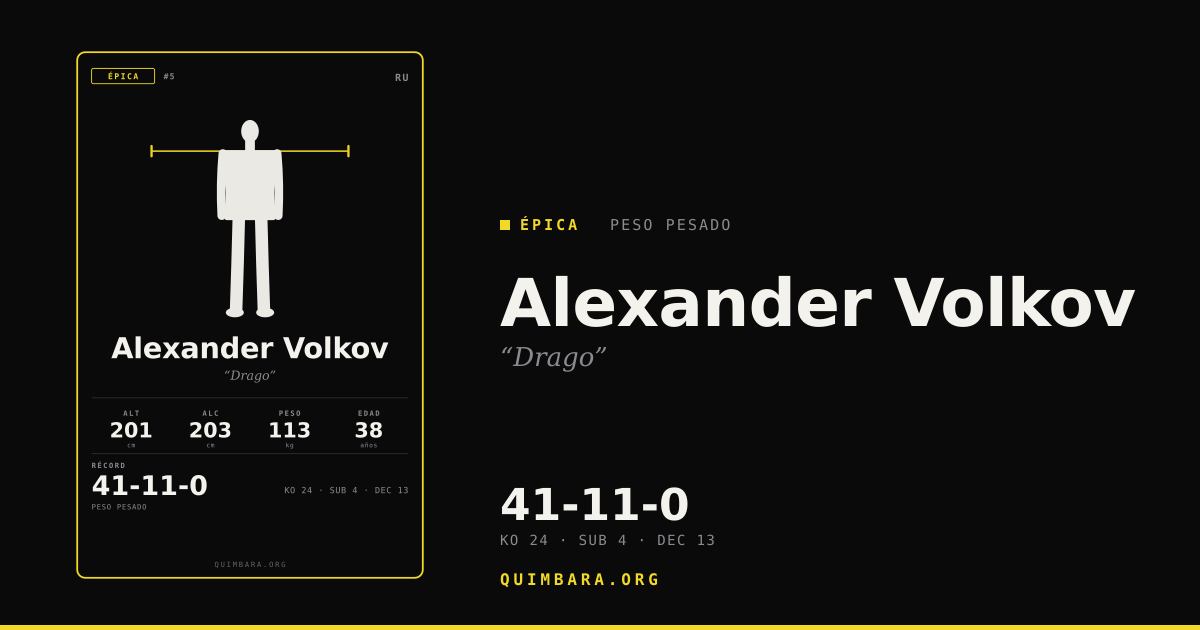 ÉPICA #5 RU
Alexander Volkov
“Drago”
ALT ALC PESO EDAD
201 203 113 38
cm cm kg años
RÉCORD
41-11-0 KO 24 · SUB 4 · DEC 13
PESO PESADO
QUIMBARA.ORG
ÉPICA PESO PESADO
Alexander Volkov
“Drago”
41-11-0
KO 24 · SUB 4 · DEC 13
QUIMBARA.ORG